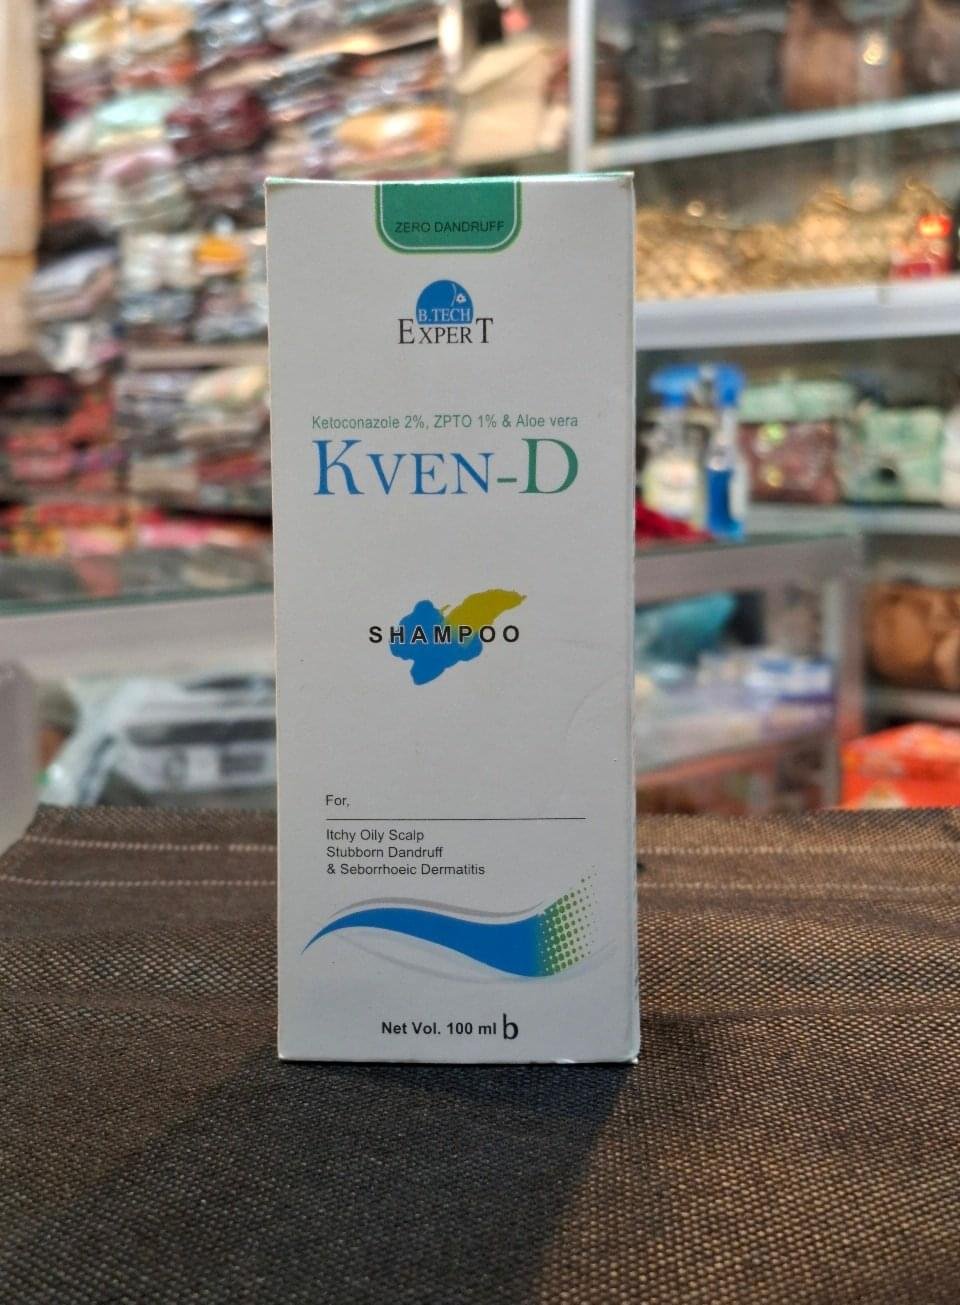 ZERO DANDRUFF
B.TECH
EXPERT
Ketoconazole 2%, ZPTO 1% & Aloe vera
KVEN-D
SHAMPOO
For,
Itchy Oily Scalp
Stubborn Dandruff
& Seborrhoeic Dermatitis
Net Vol. 100 ml b